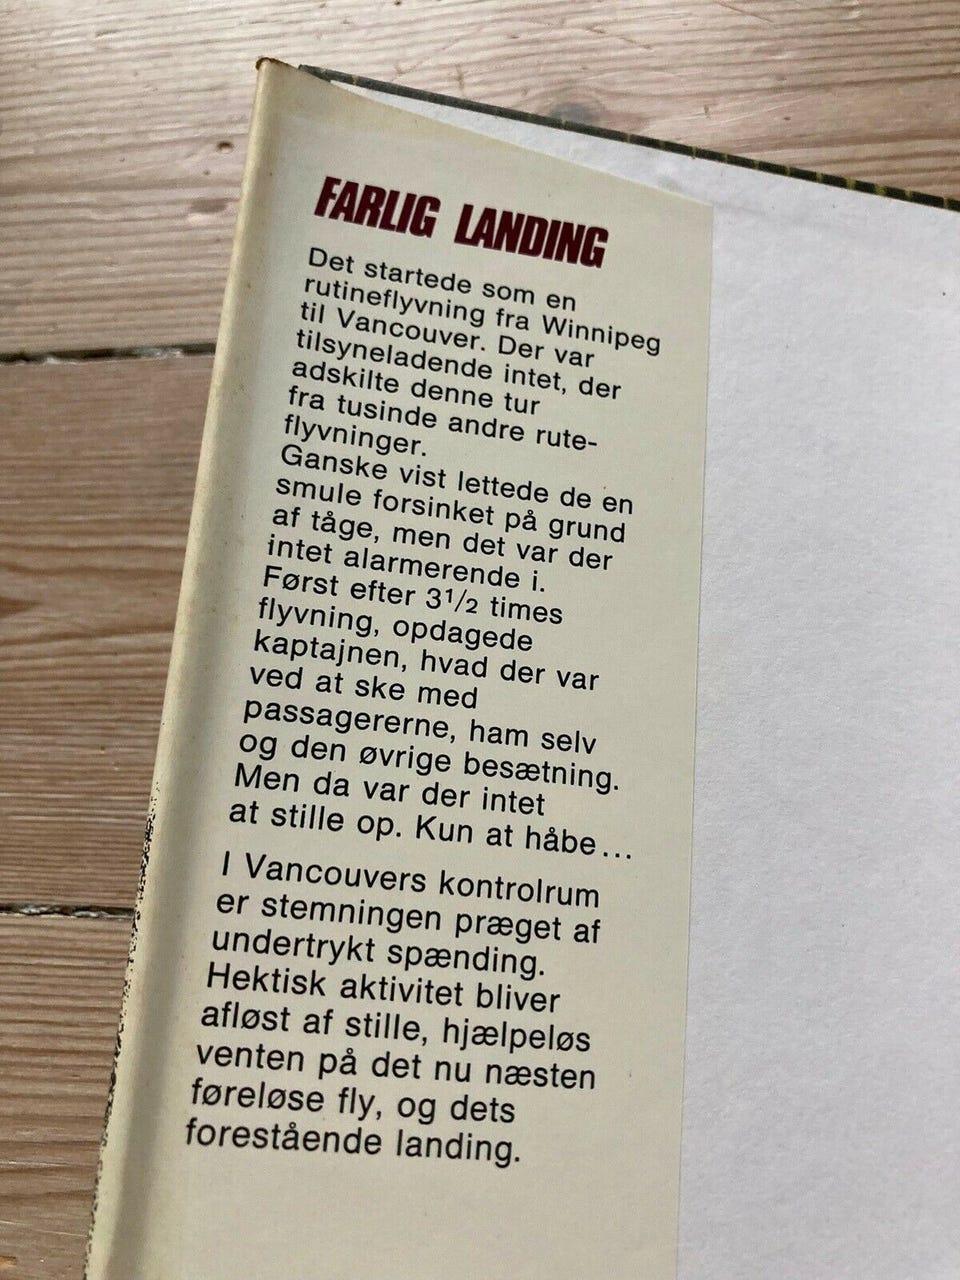 FARLIG LANDING
Det startede som en
rutineflyvning fra Winnipeg
til Vancouver. Der var
tilsyneladende intet, der
adskilte denne tur
fra tusinde andre rute-
flyvninger.
Ganske vist lettede de en
smule forsinket på grund
af tåge, men det var der
intet alarmerende i.
Først efter 3 1/2 times
flyvning, opdagede
kaptajnen, hvad der var
ved at ske med
passagererne, ham selv
og den øvrige besætning.
Men da var der intet
at stille op. Kun at håbe...
I Vancouvers kontrolrum
er stemningen præget af
undertrykt spænding.
Hektisk aktivitet bliver
afløst af stille, hjælpeløs
venten på det nu næsten
føreløse fly, og dets
forestående landing.